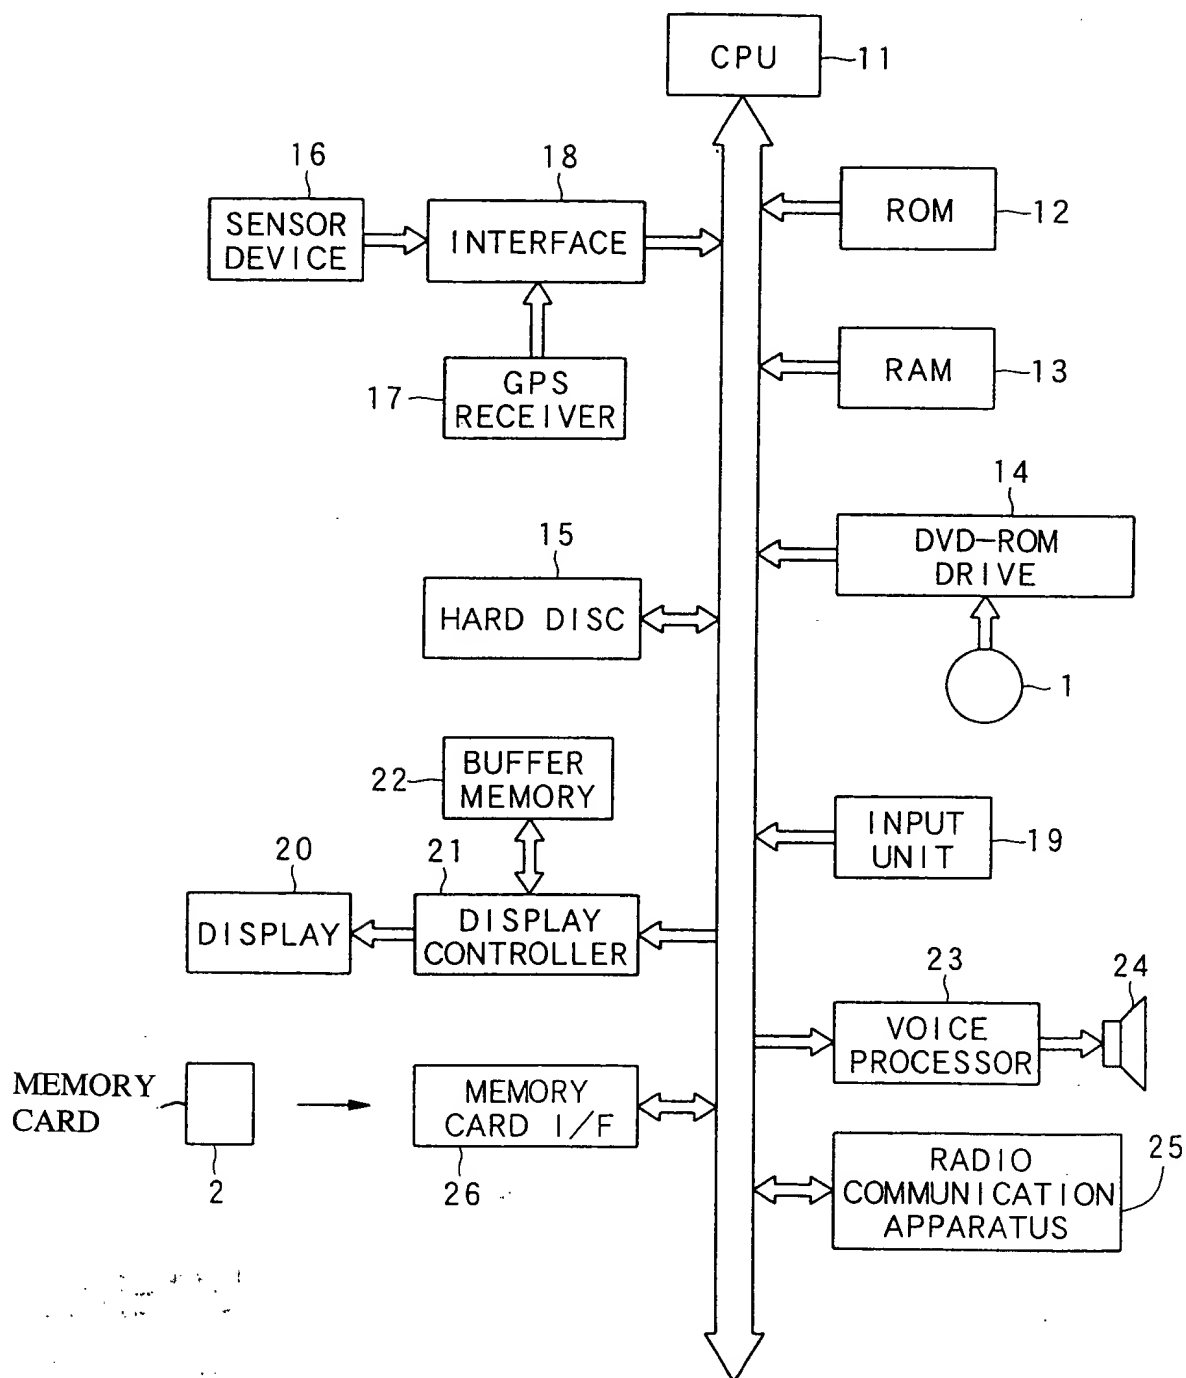 CPU
11
16
18
SENSOR
DEVICE
INTERFACE
ROM
12
GPS
RECEIVER
17
RAM
13
14
DVD-ROM
DRIVE
15
HARD DISC
1
BUFFER
MEMORY
22
INPUT
UNIT
19
20
21
DISPLAY
DISPLAY
CONTROLLER
23
24
VOICE
PROCESSOR
MEMORY
CARD
2
MEMORY
CARD I/F
26
RADIO
COMMUNICATION
APPARATUS
25